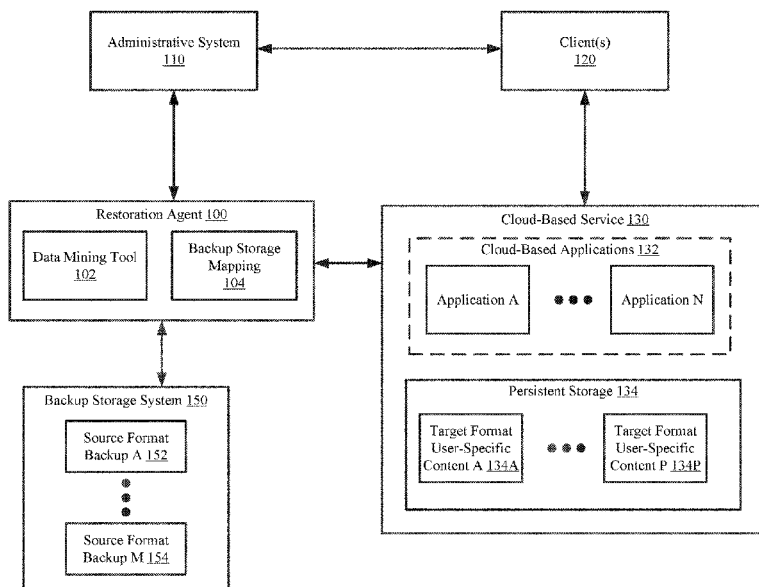 Administrative System
110
Client(s)
120
Restoration Agent 100
Data Mining Tool
102
Backup Storage
Mapping
104
Cloud-Based Service 130
Cloud-Based Applications 132
Application A
Application N
Persistent Storage 134
Target Format
User-Specific
Content A 134A
Target Format
User-Specific
Content P 134P
Backup Storage System 150
Source Format
Backup A 152
Source Format
Backup M 154